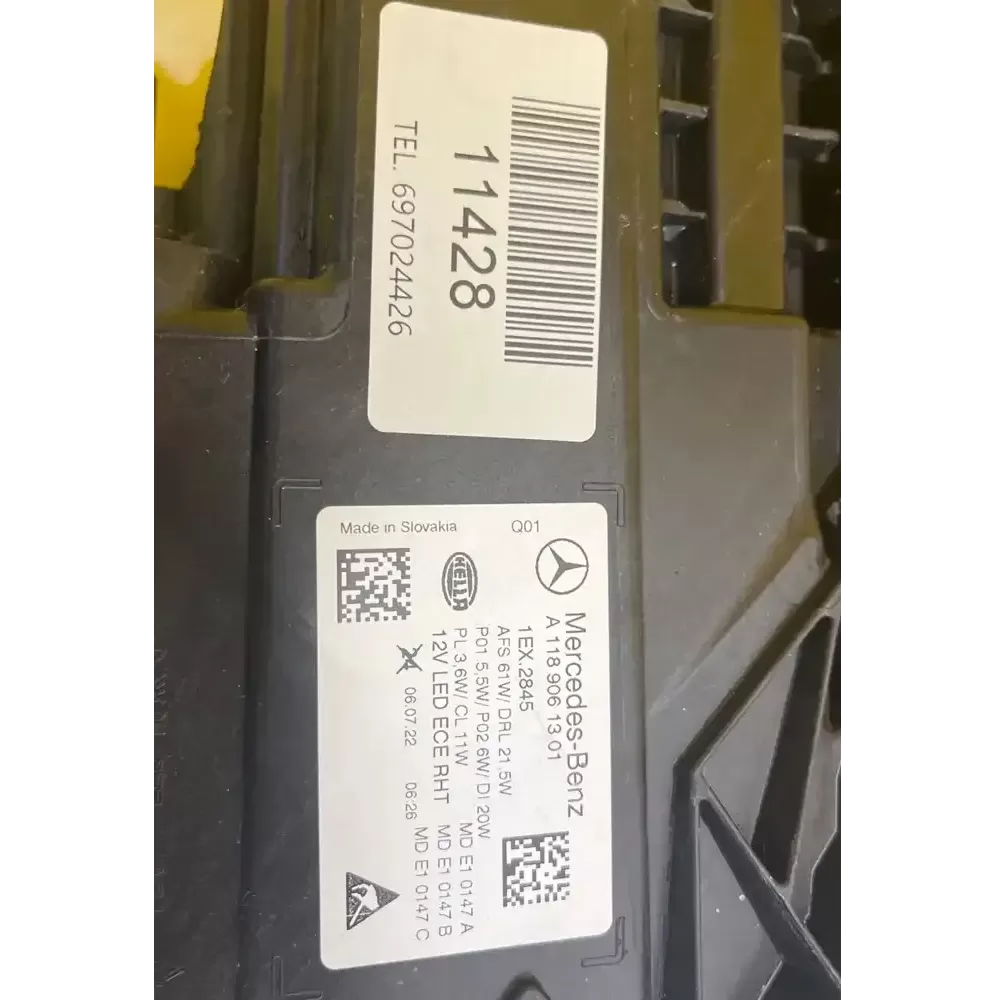 11428
TEL. 697024426
Mercedes-Benz
A 118 906 13 01
1EX.2845
AFS 61W/ DRL 21,5W
P01 5,5W/ P02 6W/ DI 20W
PL 3,6W/ CL 11W
12V LED ECE RHT
MD E1 0147 A
MD E1 0147 B
MD E1 0147 C
Q01
HELLA
06.07.22 06:26
Made in Slovakia